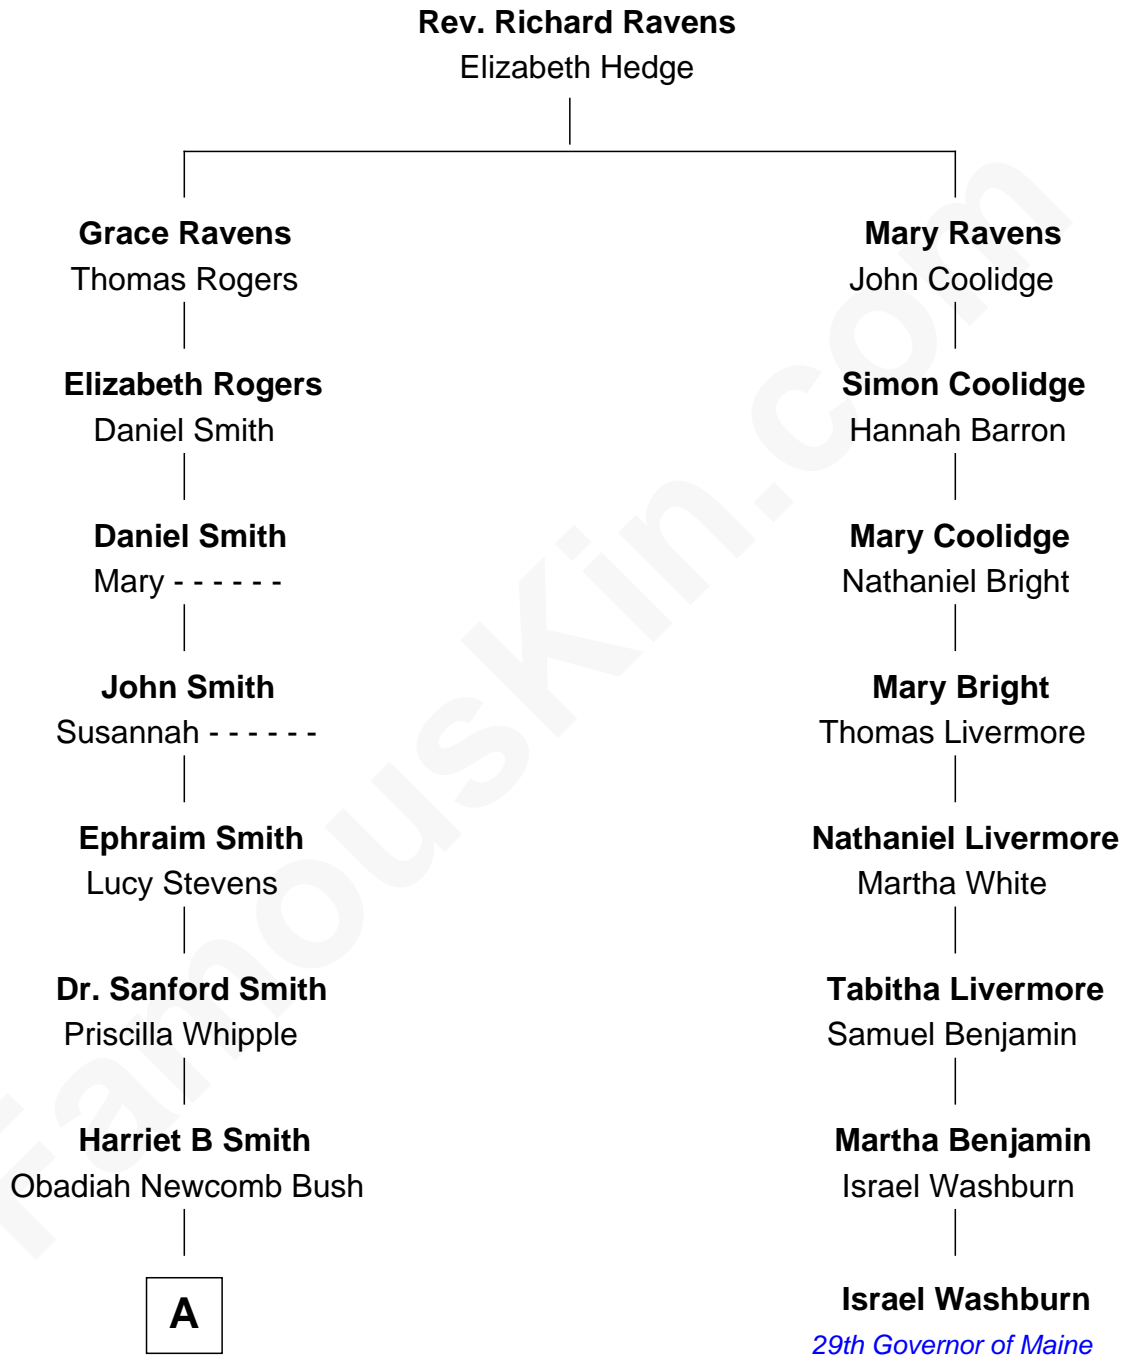 Rev. Richard Ravens
Elizabeth Hedge
Grace Ravens
Thomas Rogers
Mary Ravens
John Coolidge
Elizabeth Rogers
Daniel Smith
Simon Coolidge
Hannah Barron
Daniel Smith
Mary - - - - - -
Mary Coolidge
Nathaniel Bright
John Smith
Susannah - - - - - -
Mary Bright
Thomas Livermore
Ephraim Smith
Lucy Stevens
Nathaniel Livermore
Martha White
Dr. Sanford Smith
Priscilla Whipple
Tabitha Livermore
Samuel Benjamin
Harriet B Smith
Obadiah Newcomb Bush
Martha Benjamin
Israel Washburn
A
Israel Washburn
29th Governor of Maine
FamousKin.com